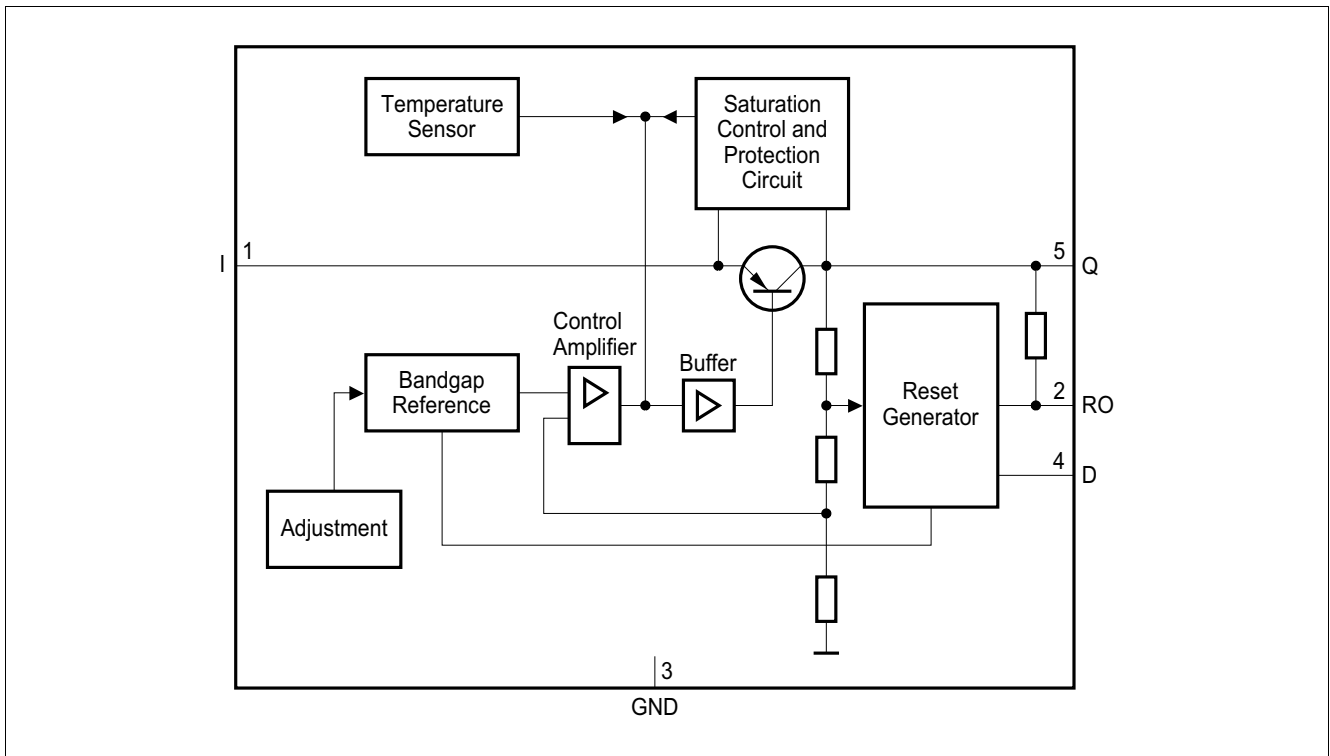 Temperature
Sensor
Saturation
Control and
Protection
Circuit
1
I
5
Q
Control
Amplifier
Buffer
Bandgap
Reference
Reset
Generator
2
RO
4
D
Adjustment
3
GND